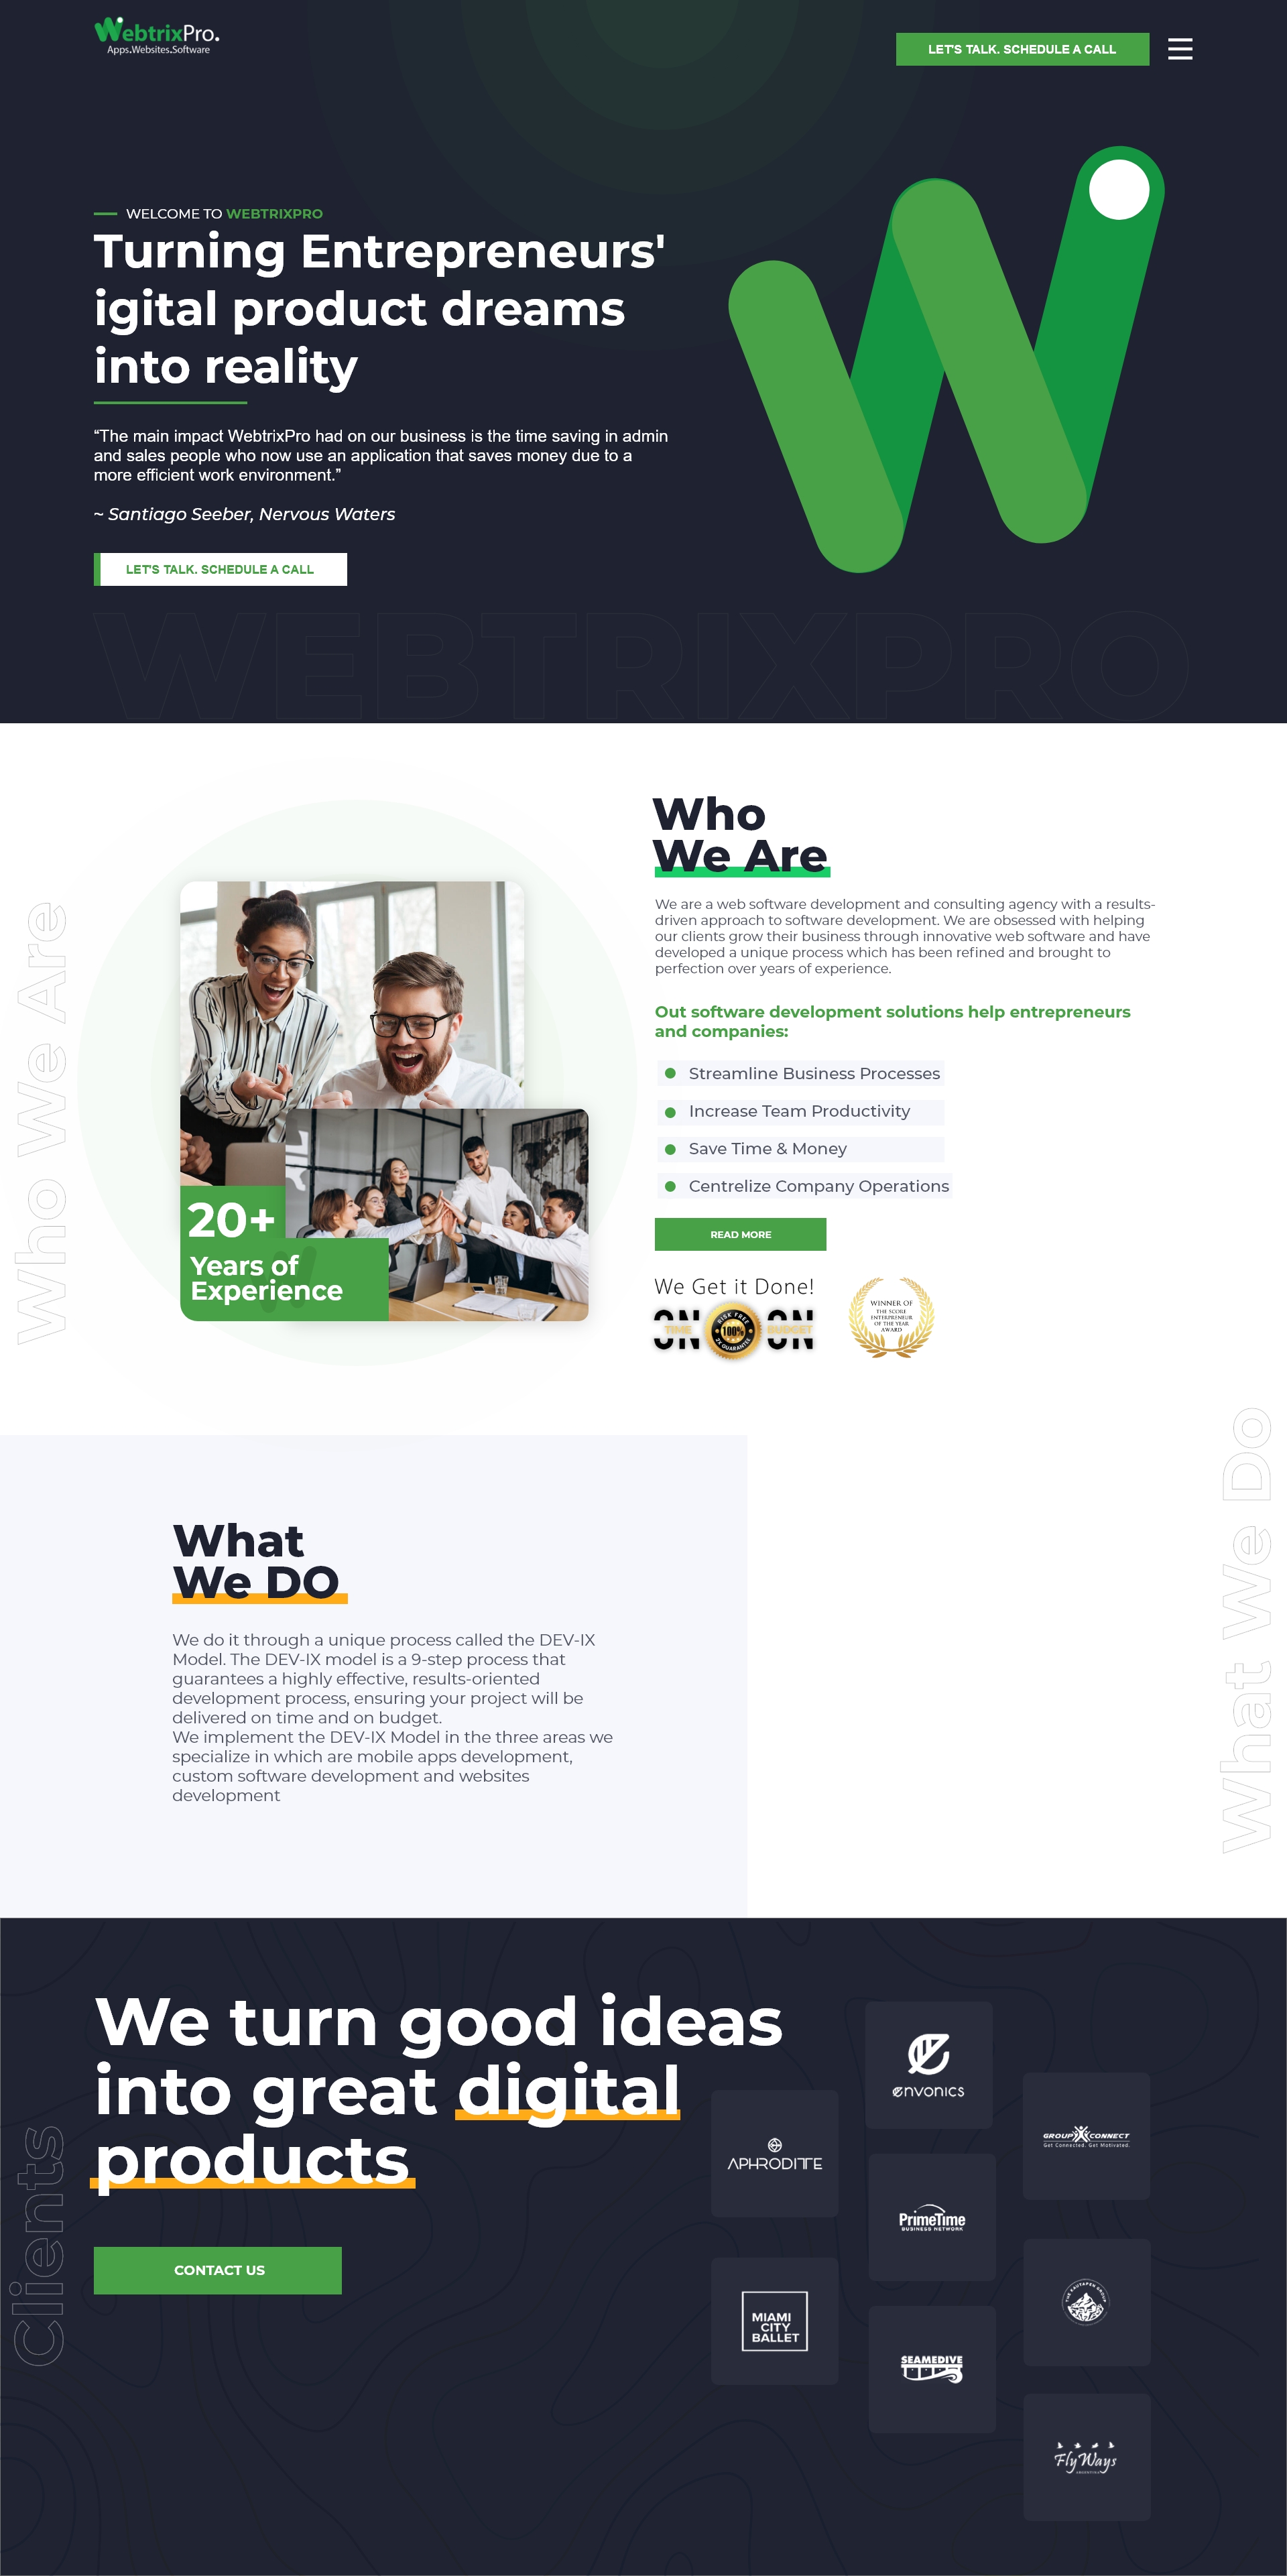 WebtrixPro.
Apps.Websites.Software
LET'S TALK. SCHEDULE A CALL
WELCOME TO WEBTRIXPRO
Turning Entrepreneurs'
igital product dreams
into reality
“The main impact WebtrixPro had on our business is the time saving in admin
and sales people who now use an application that saves money due to a
more efficient work environment.”
~ Santiago Seeber, Nervous Waters
LET'S TALK. SCHEDULE A CALL
WEBTRIXPRO
Who We Are
Who
We Are
We are a web software development and consulting agency with a results-
driven approach to software development. We are obsessed with helping
our clients grow their business through innovative web software and have
developed a unique process which has been refined and brought to
perfection over years of experience.
Out software development solutions help entrepreneurs
and companies:
Streamline Business Processes
Increase Team Productivity
Save Time & Money
Centrelize Company Operations
READ MORE
20+
Years of
Experience
We Get it Done!
ON TIME
RISK FREE
100%
2X GUARANTEE
ON BUDGET
WINNER OF
THE SCORE
ENTERPRENEUR
OF THE YEAR
AWARD
What We Do
What
We DO
We do it through a unique process called the DEV-IX
Model. The DEV-IX model is a 9-step process that
guarantees a highly effective, results-oriented
development process, ensuring your project will be
delivered on time and on budget.
We implement the DEV-IX Model in the three areas we
specialize in which are mobile apps development,
custom software development and websites
development
Clients
We turn good ideas
into great digital
products
CONTACT US
envonics
APHRODITTE
GROUP CONNECT
Get Connected. Get Motivated.
PrimeTime
BUSINESS NETWORK
MIAMI
CITY
BALLET
THE KAUTAPEN GROUP
SEAMEDIVE
FlyWays
ARGENTINA